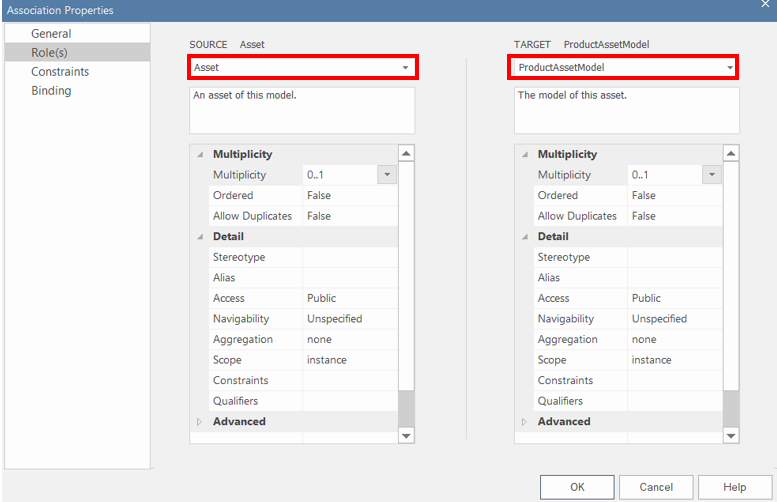 Association Properties
General
Role(s)
Constraints
Binding
SOURCE Asset
Asset
An asset of this model.
Multiplicity
Multiplicity 0..1
Ordered False
Allow Duplicates False
Detail
Stereotype
Alias
Access Public
Navigability Unspecified
Aggregation none
Scope instance
Constraints
Qualifiers
Advanced
TARGET ProductAssetModel
ProductAssetModel
The model of this asset.
Multiplicity
Multiplicity 0..1
Ordered False
Allow Duplicates False
Detail
Stereotype
Alias
Access Public
Navigability Unspecified
Aggregation none
Scope instance
Constraints
Qualifiers
Advanced
OK Cancel Help